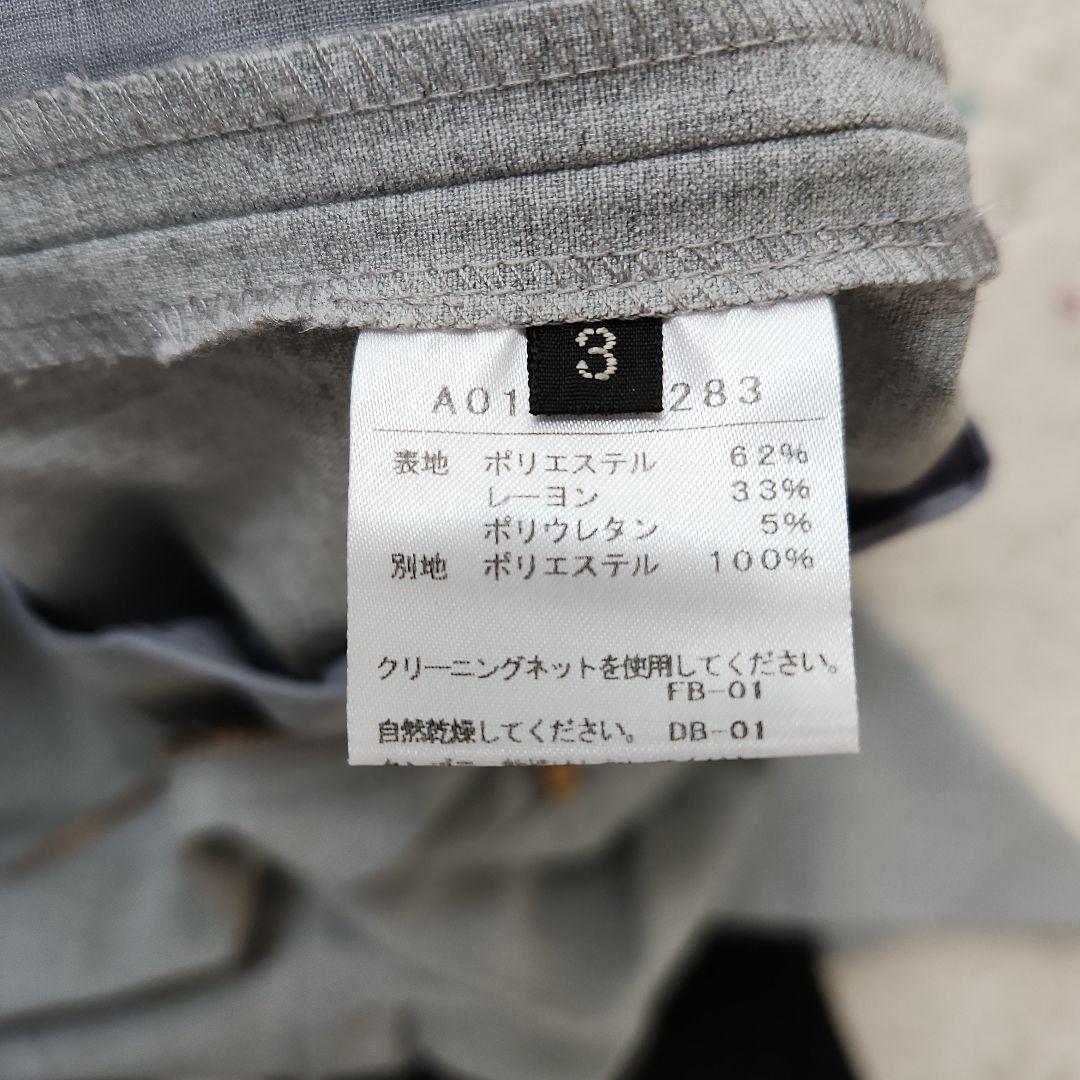 3
A01 283
表地 ポリエステル 62%
レーヨン 33%
ポリウレタン 5%
別地 ポリエステル 100%
クリーニングネットを使用してください。
FB-01
自然乾燥してください。 DB-01